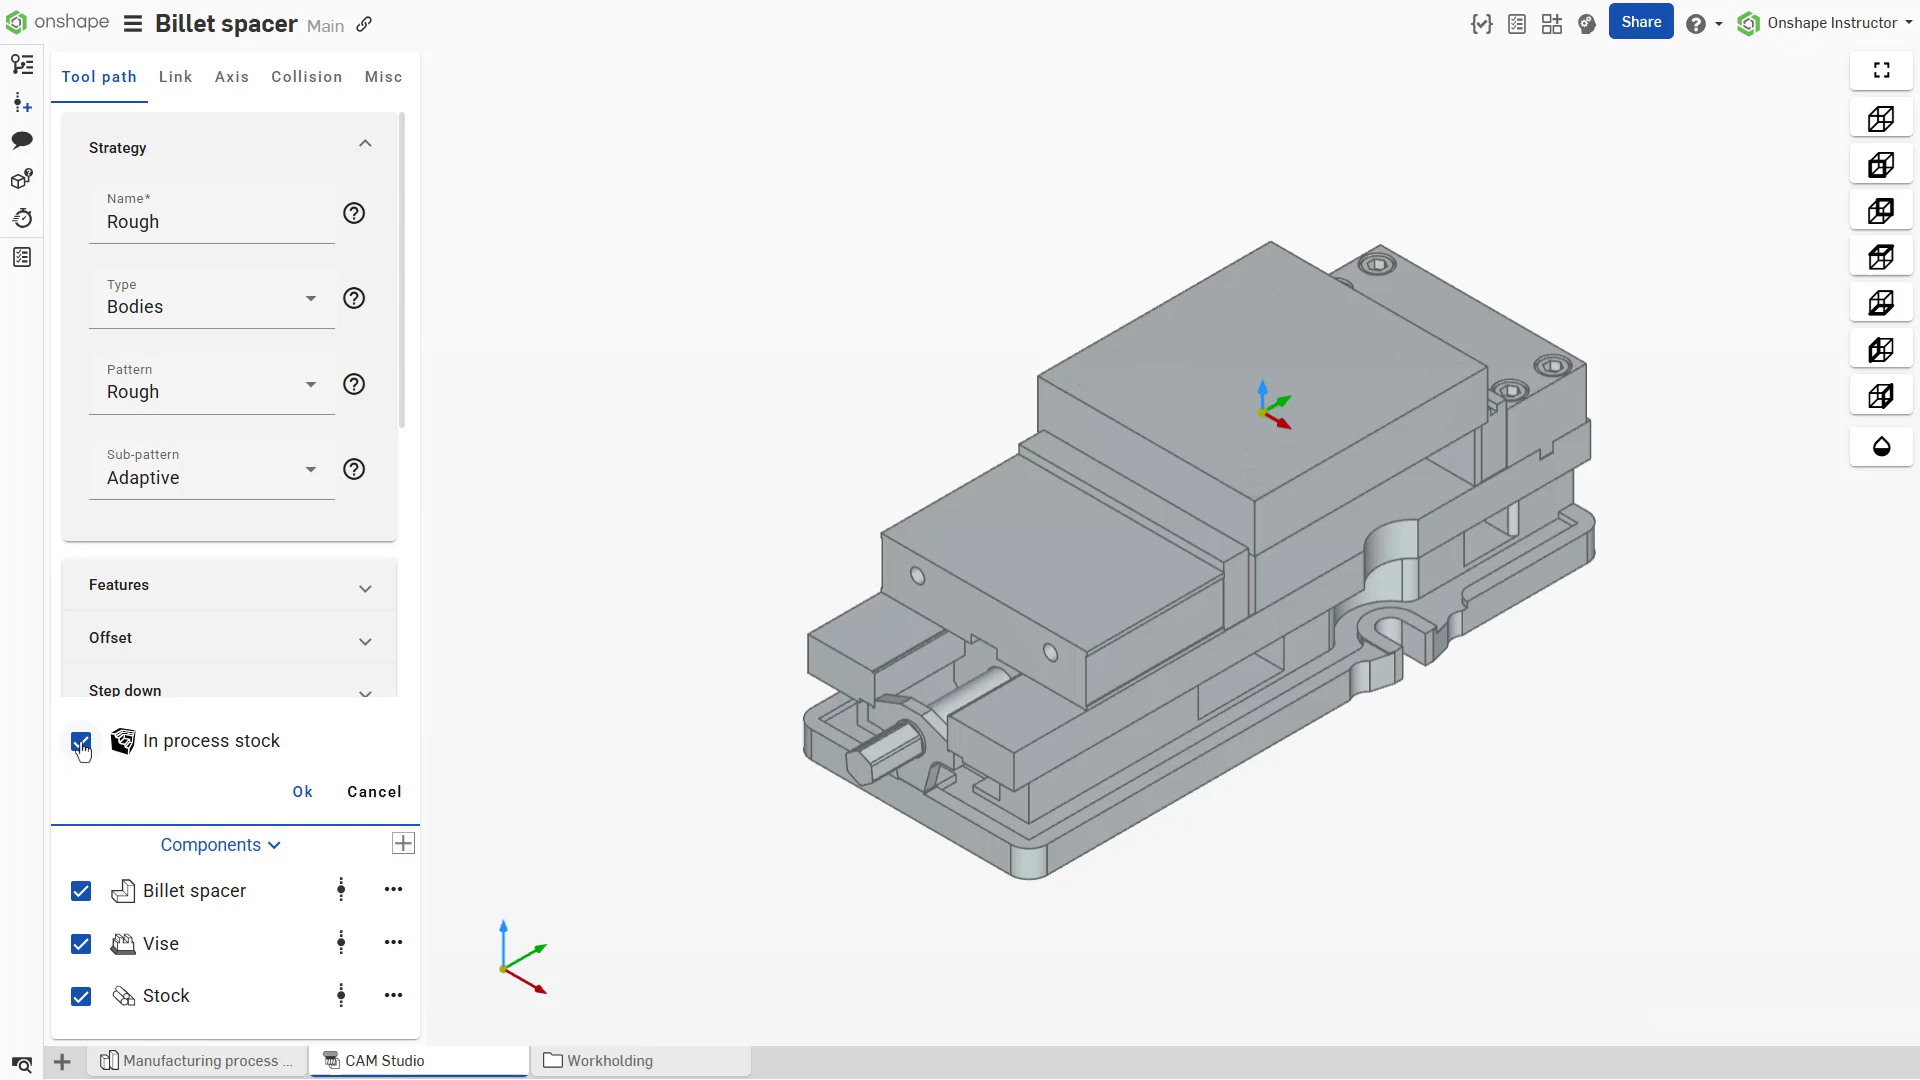 onshape
Billet spacer
Main
Share
Onshape Instructor
Tool path
Link
Axis
Collision
Misc
Strategy
Name*
Rough
Type
Bodies
Pattern
Rough
Sub-pattern
Adaptive
Features
Offset
Step down
In process stock
Ok
Cancel
Components
Billet spacer
Vise
Stock
Manufacturing process ...
CAM Studio
Workholding